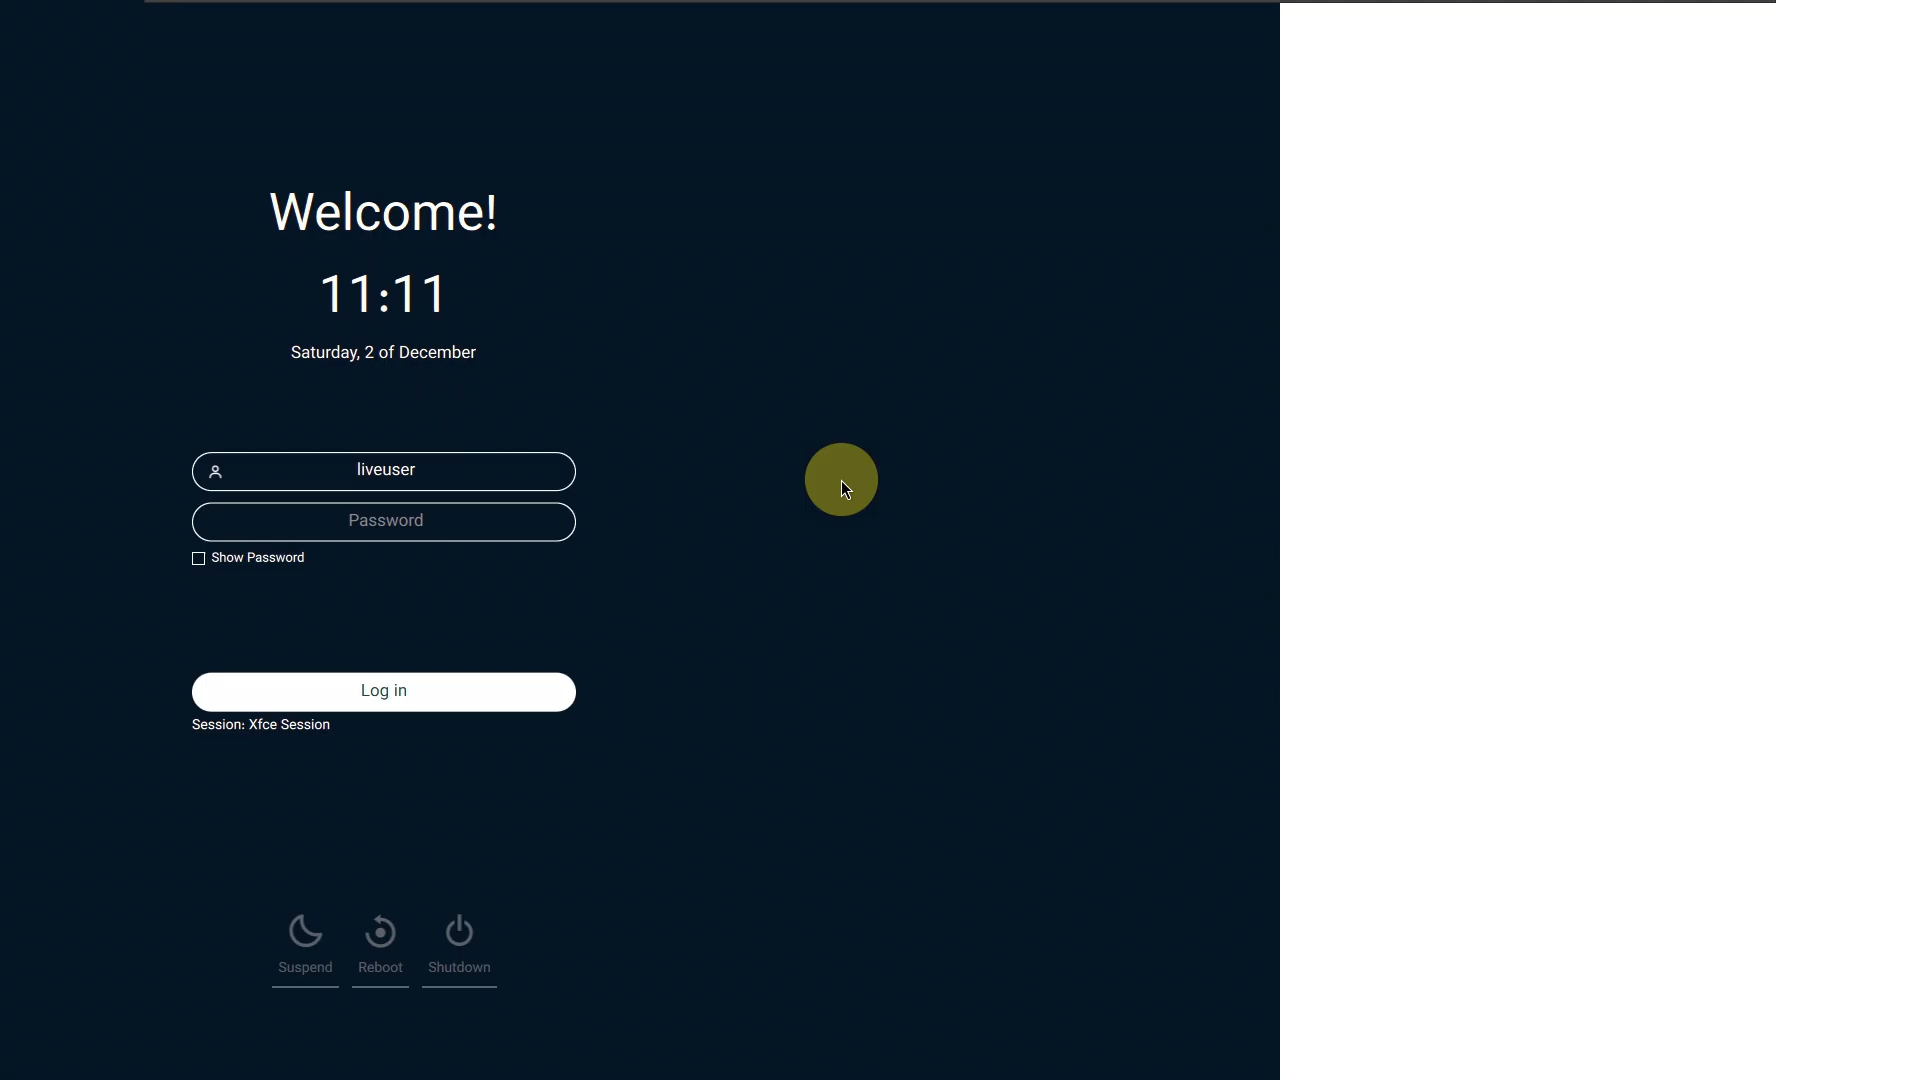 Welcome!
11:11
Saturday, 2 of December
liveuser
Password
Show Password
Log in
Session: Xfce Session
Suspend
Reboot
Shutdown